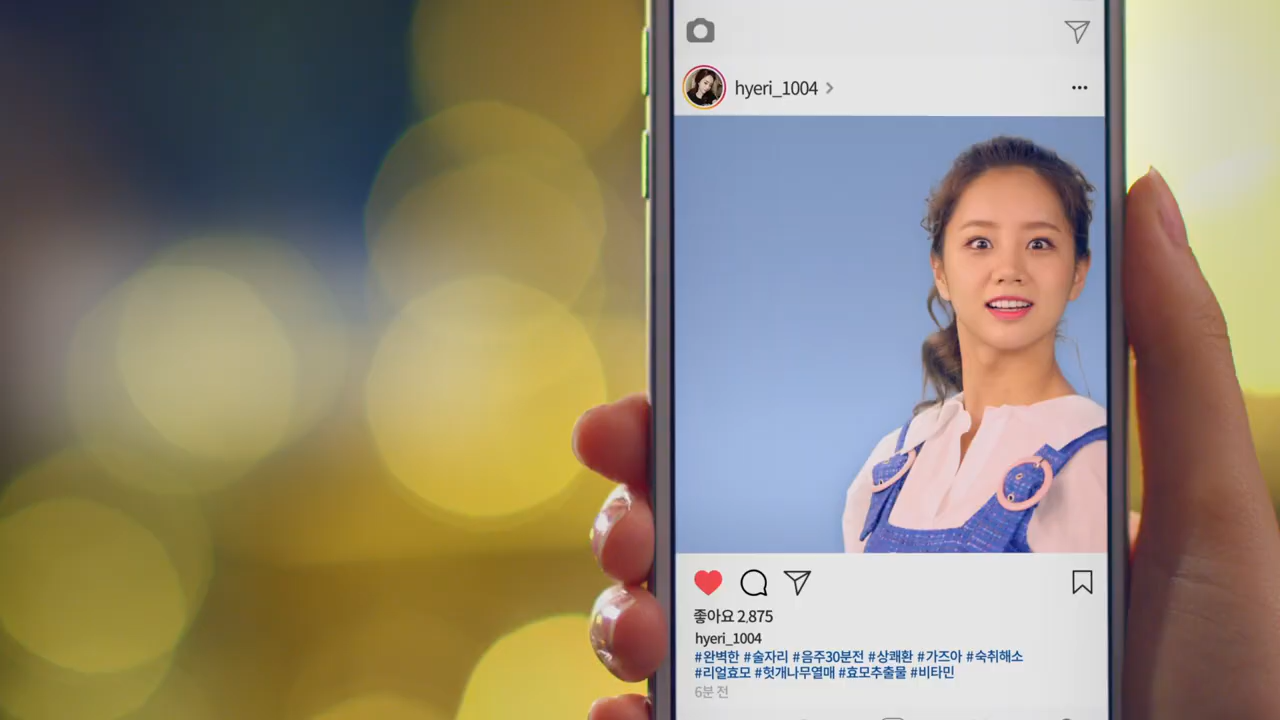 hyeri_1004
좋아요 2,875
hyeri_1004
#완벽한 #술자리 #음주30분전 #상쾌환 #가즈아 #숙취해소
#리얼효모 #헛개나무열매 #효모추출물 #비타민
6분 전